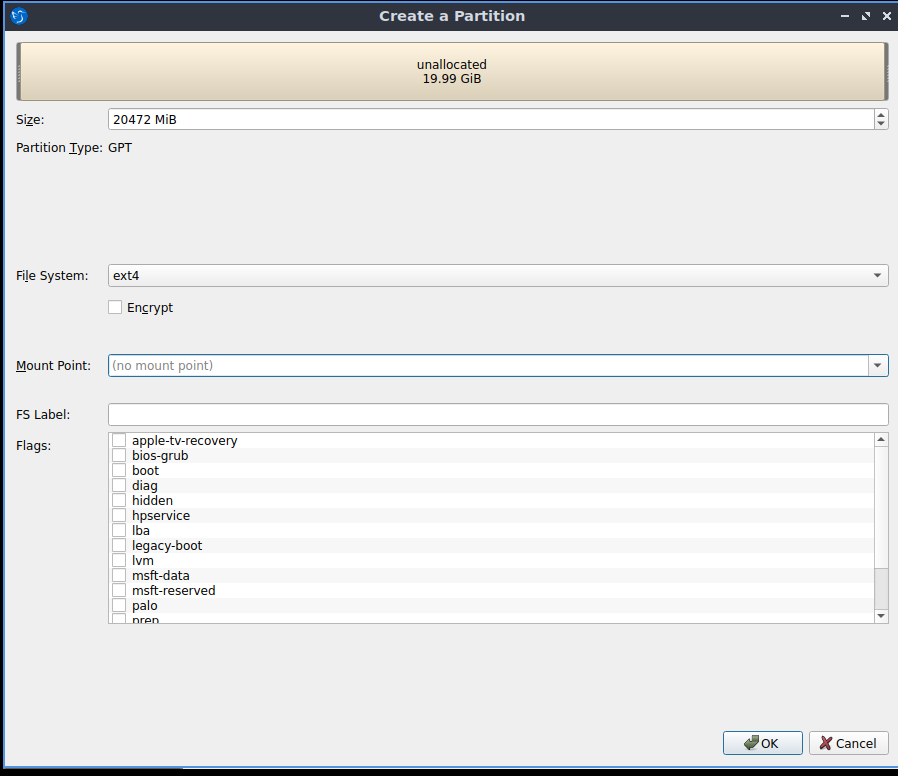 Create a Partition
unallocated
19.99 GiB
Size: 20472 MiB
Partition Type: GPT
File System: ext4
Encrypt
Mount Point: (no mount point)
FS Label:
Flags:
apple-tv-recovery
bios-grub
boot
diag
hidden
hpservice
lba
legacy-boot
lvm
msft-data
msft-reserved
palo
prep
OK Cancel